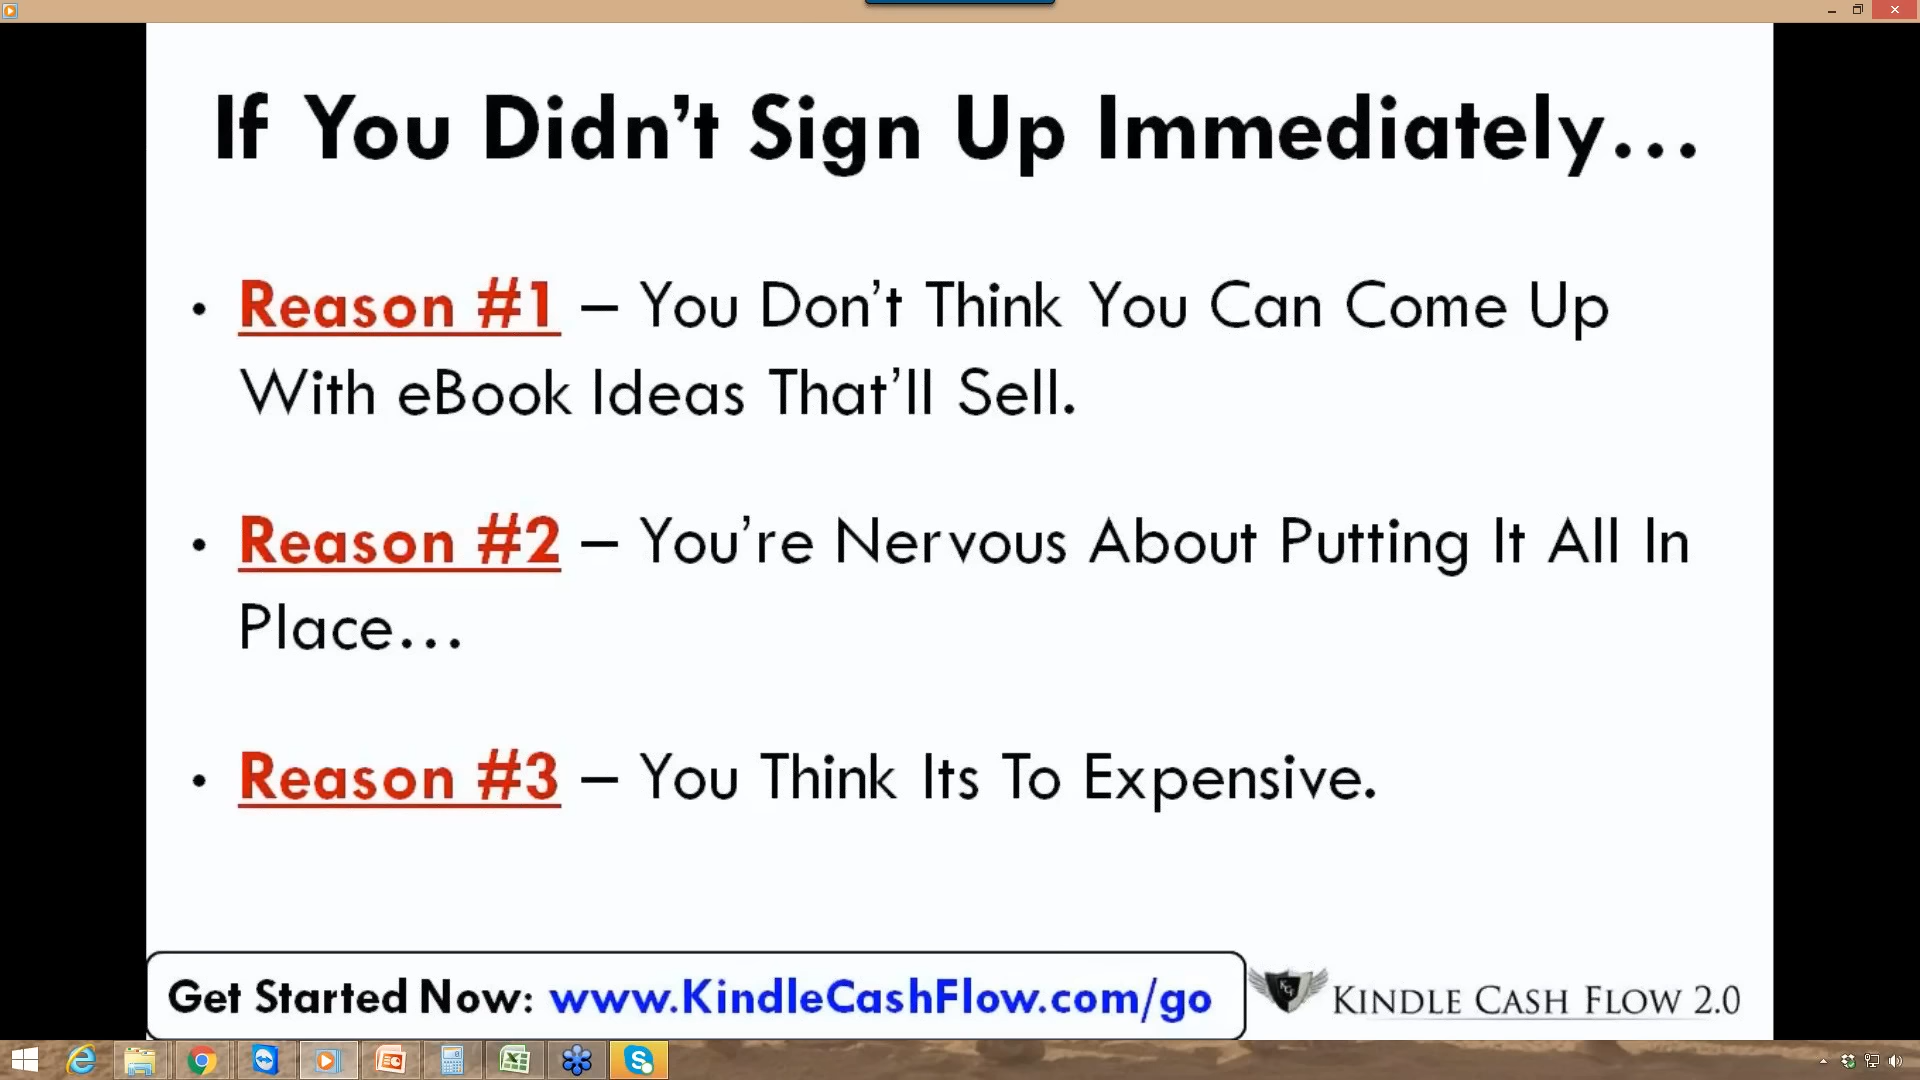 If You Didn’t Sign Up Immediately…
• Reason #1 – You Don’t Think You Can Come Up
With eBook Ideas That’ll Sell.
• Reason #2 – You’re Nervous About Putting It All In
Place…
• Reason #3 – You Think Its To Expensive.
Get Started Now: www.KindleCashFlow.com/go
KCF KINDLE CASH FLOW 2.0